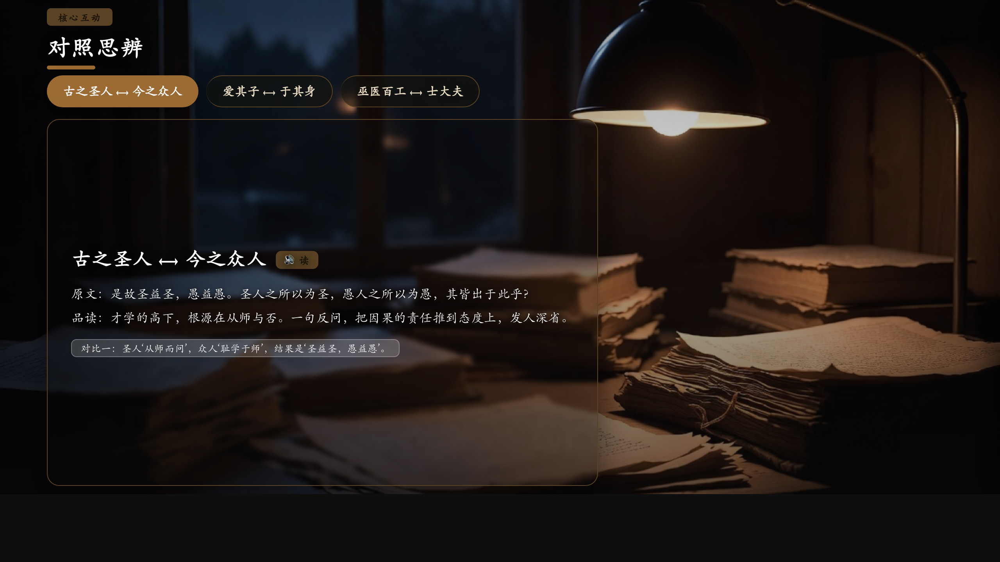 核心互动
对照思辨
古之圣人 ↔ 今之众人
爱其子 ↔ 于其身
巫医百工 ↔ 士大夫
古之圣人 ↔ 今之众人
🔊 读
原文：是故圣益圣，愚益愚。圣人之所以为圣，愚人之所以为愚，其皆出于此乎?
品读：才学的高下，根源在从师与否。一句反问，把因果的责任推到态度上，发人深省。
对比一：圣人‘从师而问’，众人‘耻学于师’，结果是‘圣益圣，愚益愚’。